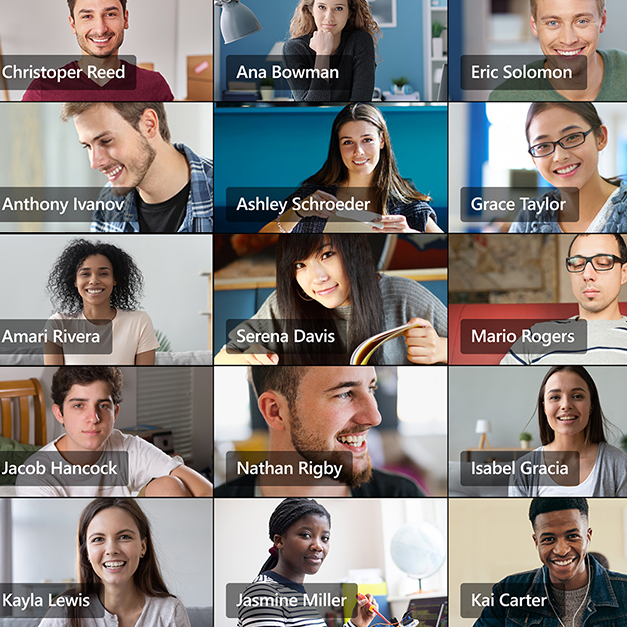 Christoper Reed
Ana Bowman
Eric Solomon
Anthony Ivanov
Ashley Schroeder
Grace Taylor
Amari Rivera
Serena Davis
Mario Rogers
Jacob Hancock
Nathan Rigby
Isabel Gracia
Kayla Lewis
Jasmine Miller
Kai Carter